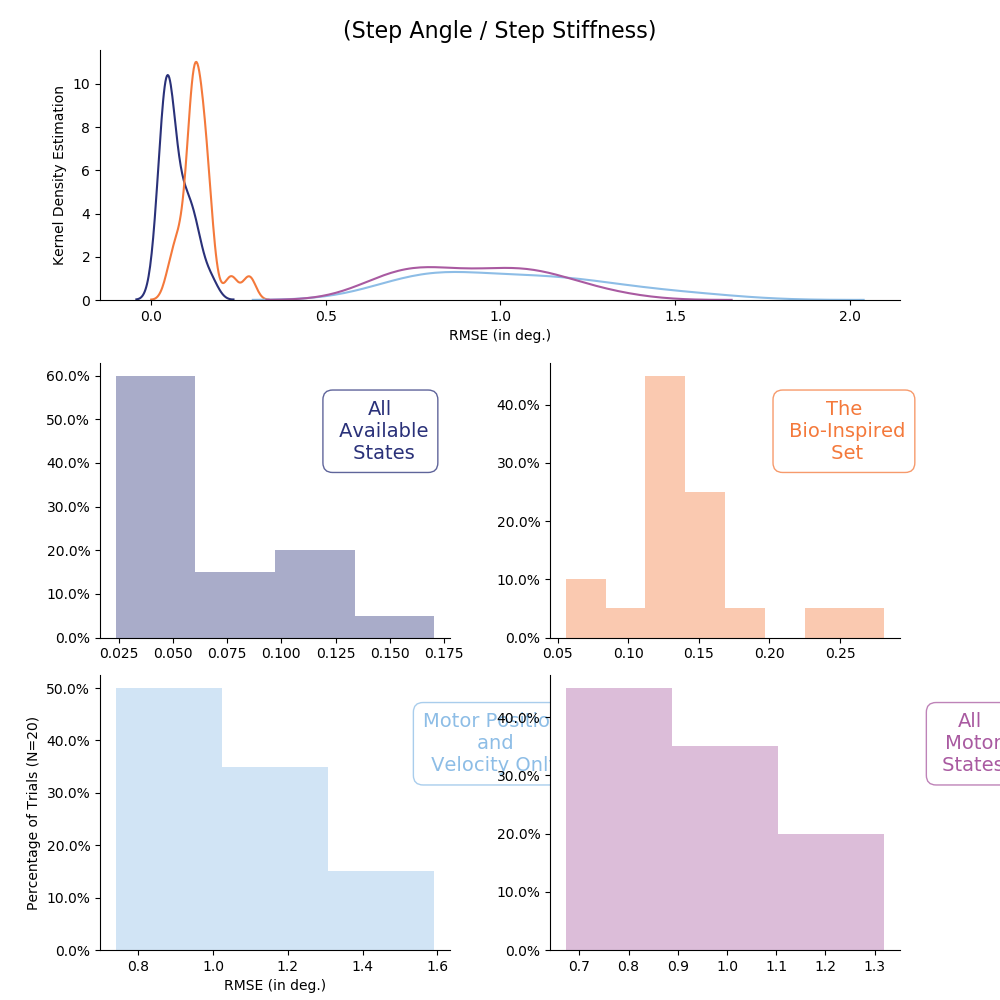 (Step Angle / Step Stiffness)
Kernel Density Estimation
10
8
6
4
2
0
0.0 0.5 1.0 1.5 2.0
RMSE (in deg.)
60.0%
50.0%
40.0%
30.0%
20.0%
10.0%
0.0%
0.025 0.050 0.075 0.100 0.125 0.150 0.175
All
Available
States
40.0%
30.0%
20.0%
10.0%
0.0%
0.05 0.10 0.15 0.20 0.25
The
Bio-Inspired
Set
Percentage of Trials (N=20)
50.0%
40.0%
30.0%
20.0%
10.0%
0.0%
0.8 1.0 1.2 1.4 1.6
RMSE (in deg.)
Motor Positio
and
Velocity Onl
40.0%
30.0%
20.0%
10.0%
0.0%
0.7 0.8 0.9 1.0 1.1 1.2 1.3
All
Motor
States